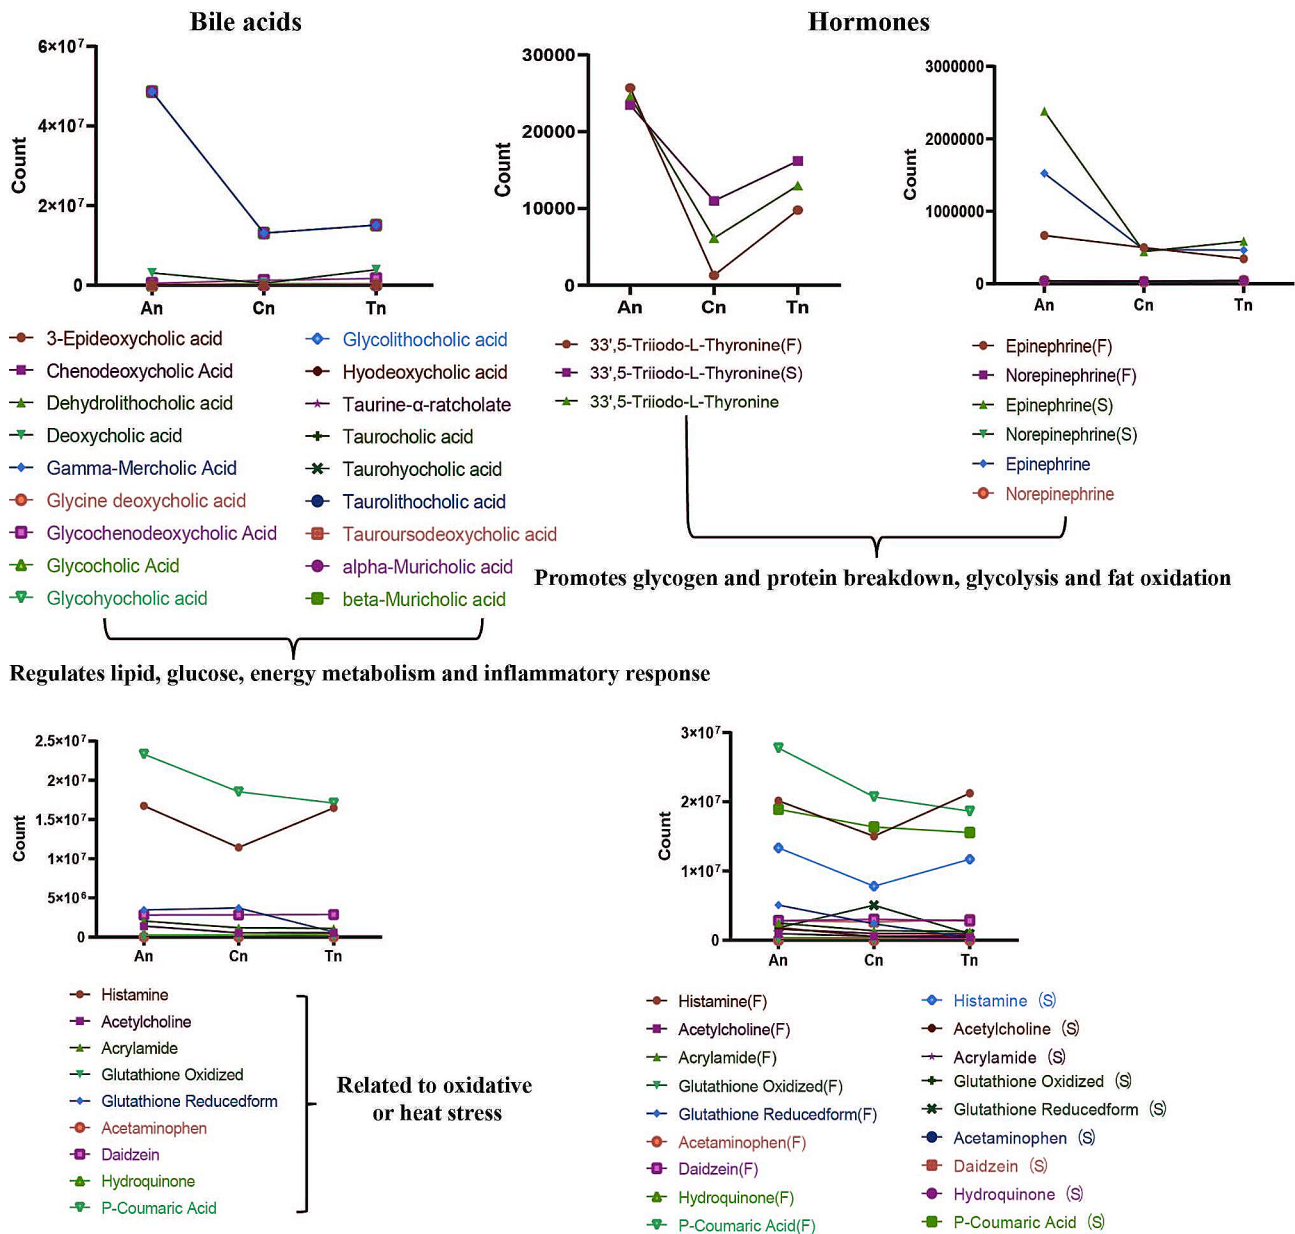 Bile acids
Hormones
6×10⁷
4×10⁷
2×10⁷
0
Count
An
Cn
Tn
30000
20000
10000
0
Count
An
Cn
Tn
3000000
2000000
1000000
0
Count
An
Cn
Tn
3-Epideoxycholic acid
Chenodeoxycholic Acid
Dehydrolithocholic acid
Deoxycholic acid
Gamma-Mercholic Acid
Glycine deoxycholic acid
Glycochenodeoxycholic Acid
Glycocholic Acid
Glycohyocholic acid
Glycolithocholic acid
Hyodeoxycholic acid
Taurine-α-ratcholate
Taurocholic acid
Taurohyocholic acid
Taurolithocholic acid
Tauroursodeoxycholic acid
alpha-Muricholic acid
beta-Muricholic acid
33',5-Triiodo-L-Thyronine(F)
33',5-Triiodo-L-Thyronine(S)
33',5-Triiodo-L-Thyronine
Epinephrine(F)
Norepinephrine(F)
Epinephrine(S)
Norepinephrine(S)
Epinephrine
Norepinephrine
Promotes glycogen and protein breakdown, glycolysis and fat oxidation
Regulates lipid, glucose, energy metabolism and inflammatory response
2.5×10⁷
2×10⁷
1.5×10⁷
1×10⁷
5×10⁶
0
Count
An
Cn
Tn
3×10⁷
2×10⁷
1×10⁷
0
Count
An
Cn
Tn
Histamine
Acetylcholine
Acrylamide
Glutathione Oxidized
Glutathione Reducedform
Acetaminophen
Daidzein
Hydroquinone
P-Coumaric Acid
Related to oxidative
or heat stress
Histamine(F)
Acetylcholine(F)
Acrylamide(F)
Glutathione Oxidized(F)
Glutathione Reducedform(F)
Acetaminophen(F)
Daidzein(F)
Hydroquinone(F)
P-Coumaric Acid(F)
Histamine (S)
Acetylcholine (S)
Acrylamide (S)
Glutathione Oxidized (S)
Glutathione Reducedform (S)
Acetaminophen (S)
Daidzein (S)
Hydroquinone (S)
P-Coumaric Acid (S)